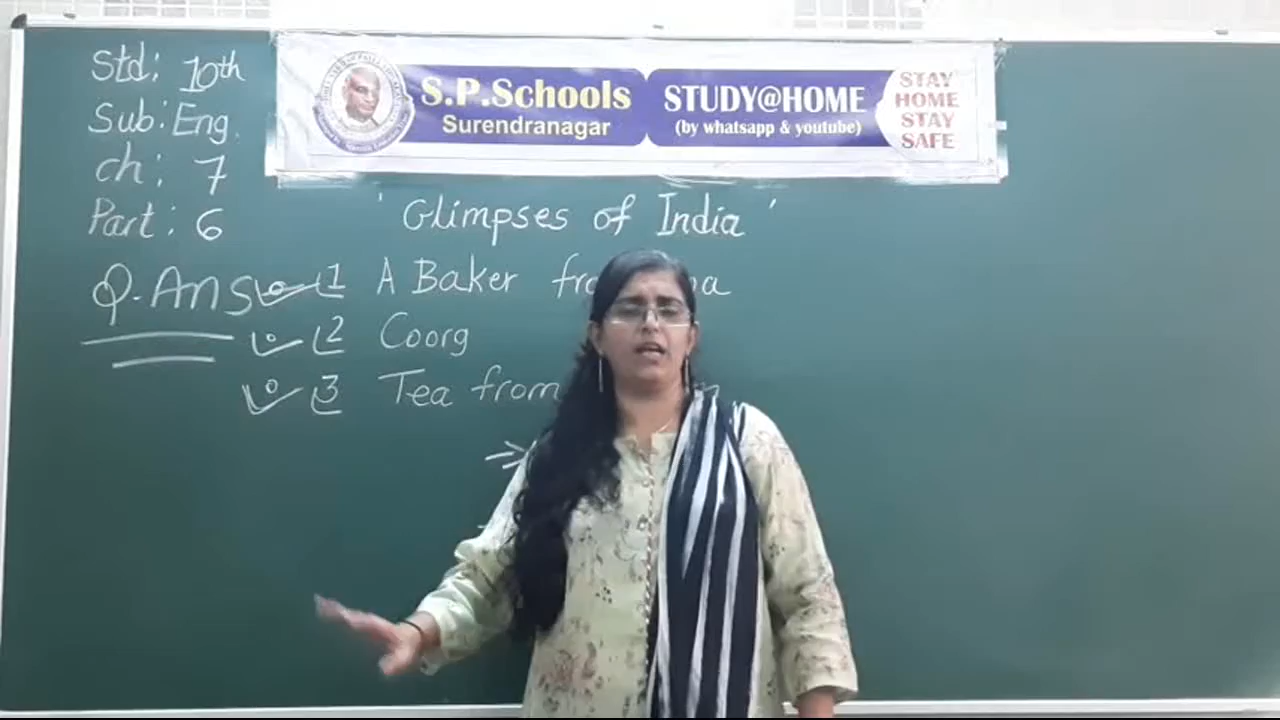 Std: 10th
Sub: Eng.
ch: 7
Part: 6
S.P.Schools
Surendranagar
STUDY@HOME
(by whatsapp & youtube)
STAY
HOME
STAY
SAFE
'Glimpses of India'
Q.Ans
1 A Baker
2 Coorg
3 Tea from